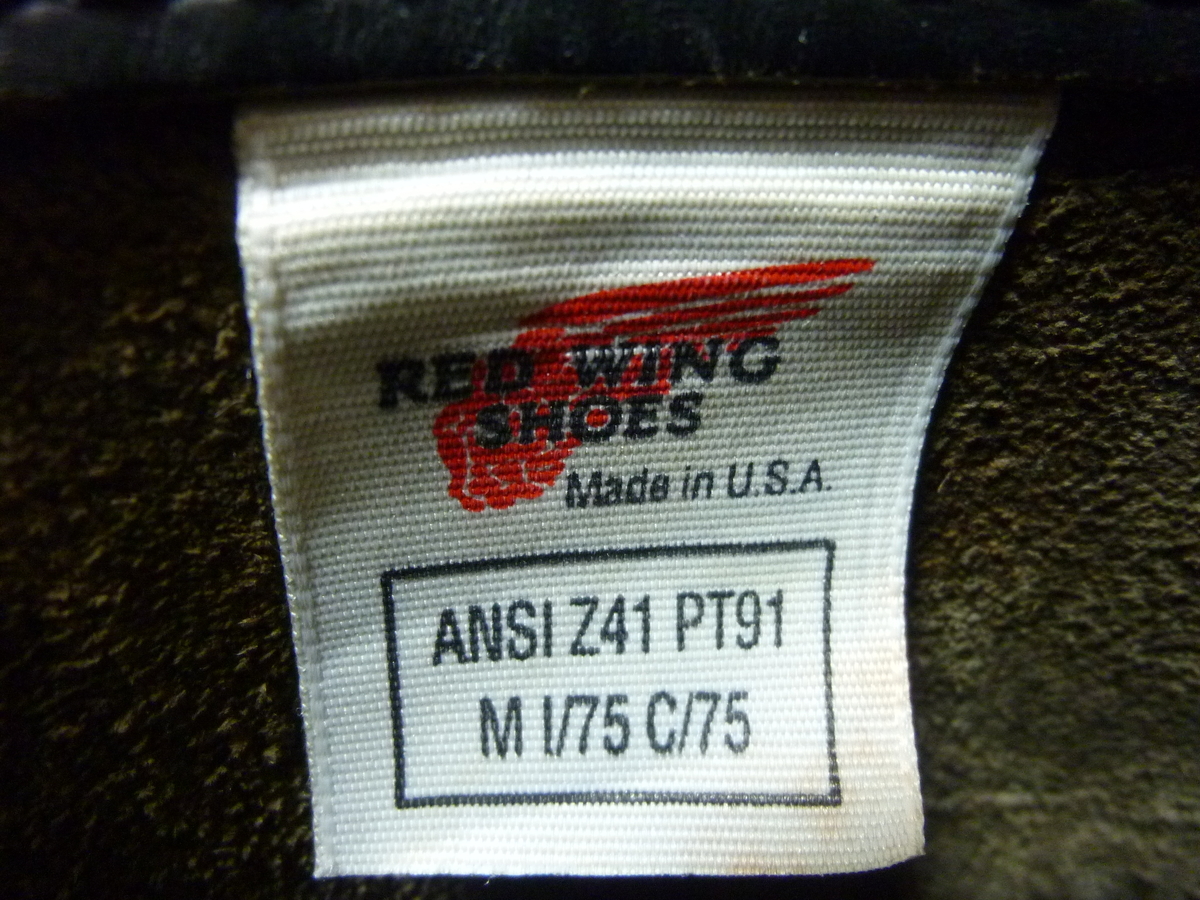 RED WING
SHOES
Made in U.S.A.
ANSI Z41 PT91
M I/75 C/75